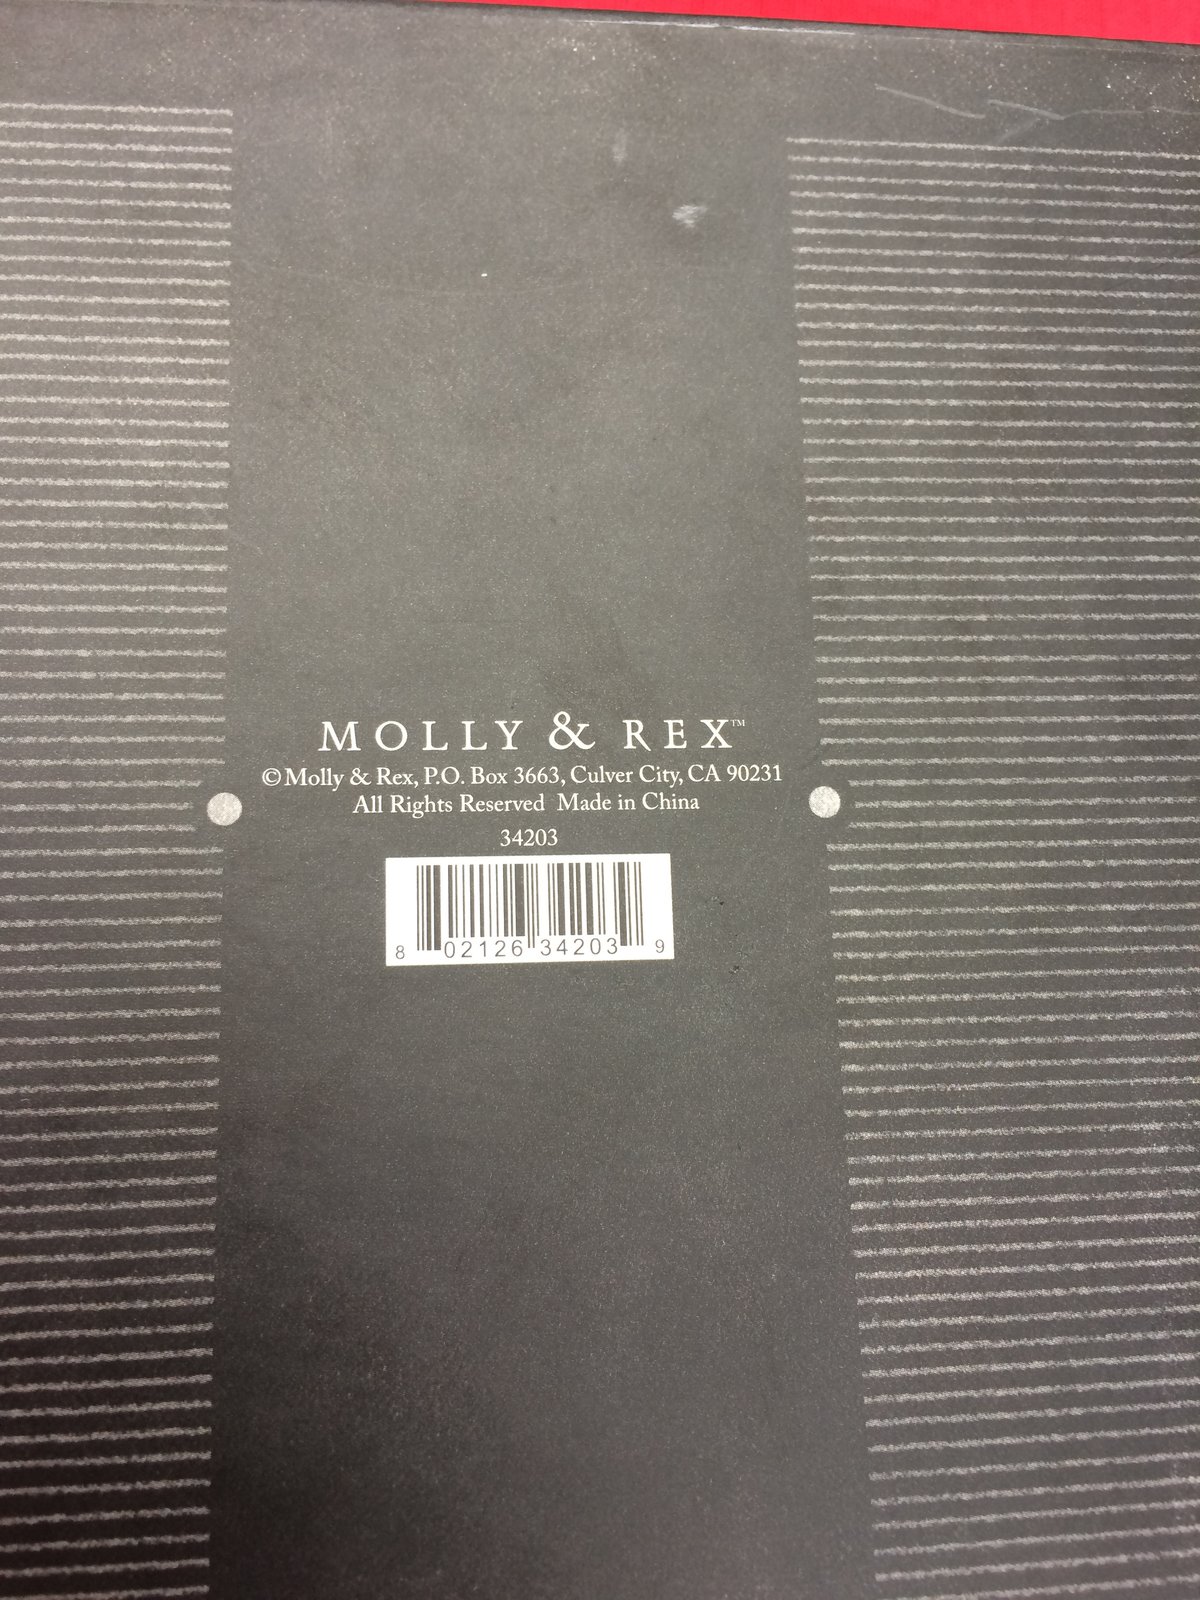 MOLLY & REX™
©Molly & Rex, P.O. Box 3663, Culver City, CA 90231
All Rights Reserved Made in China
34203
8 02126 34203 9